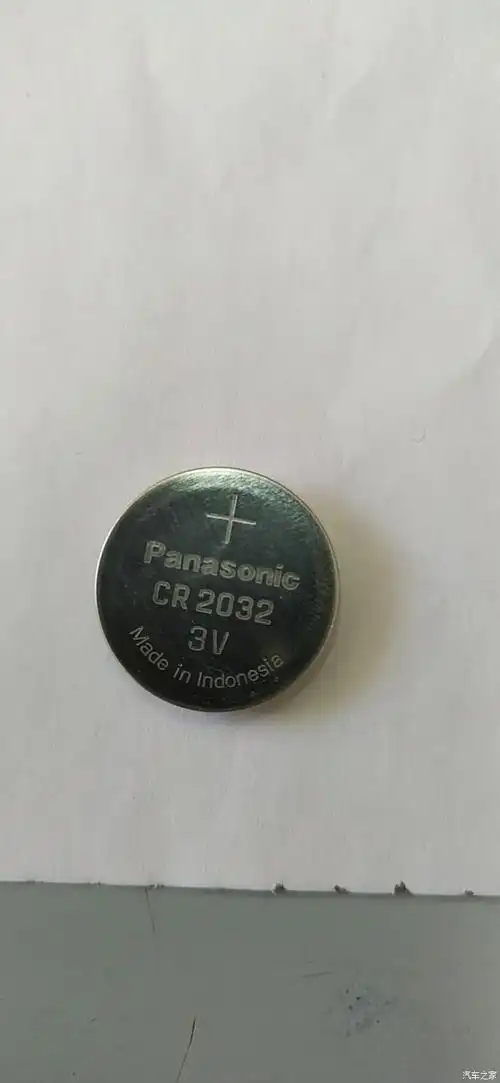 +
Panasonic
CR 2032
3V
Made in Indonesia
汽车之家